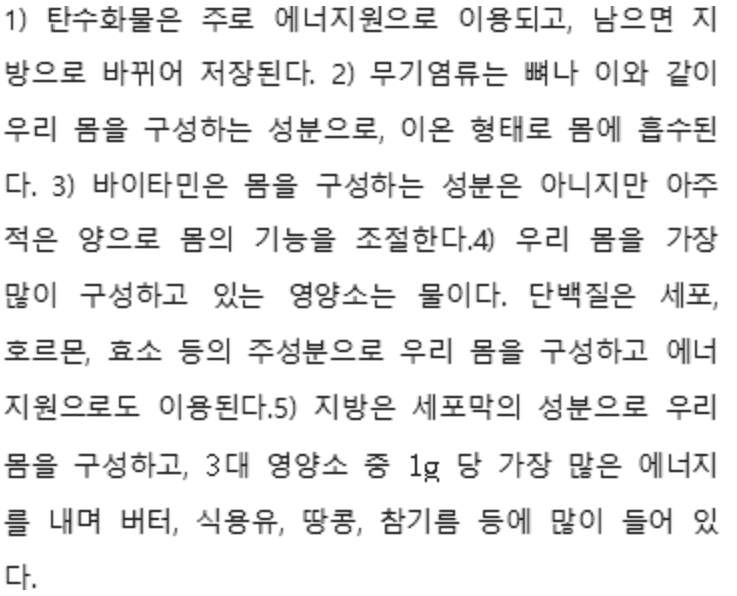 1) 탄수화물은 주로 에너지원으로 이용되고, 남으면 지
방으로 바뀌어 저장된다. 2) 무기염류는 뼈나 이와 같이
우리 몸을 구성하는 성분으로, 이온 형태로 몸에 흡수된
다. 3) 바이타민은 몸을 구성하는 성분은 아니지만 아주
적은 양으로 몸의 기능을 조절한다.4) 우리 몸을 가장
많이 구성하고 있는 영양소는 물이다. 단백질은 세포,
호르몬, 효소 등의 주성분으로 우리 몸을 구성하고 에너
지원으로도 이용된다.5) 지방은 세포막의 성분으로 우리
몸을 구성하고, 3대 영양소 중 1g 당 가장 많은 에너지
를 내며 버터, 식용유, 땅콩, 참기름 등에 많이 들어 있
다.